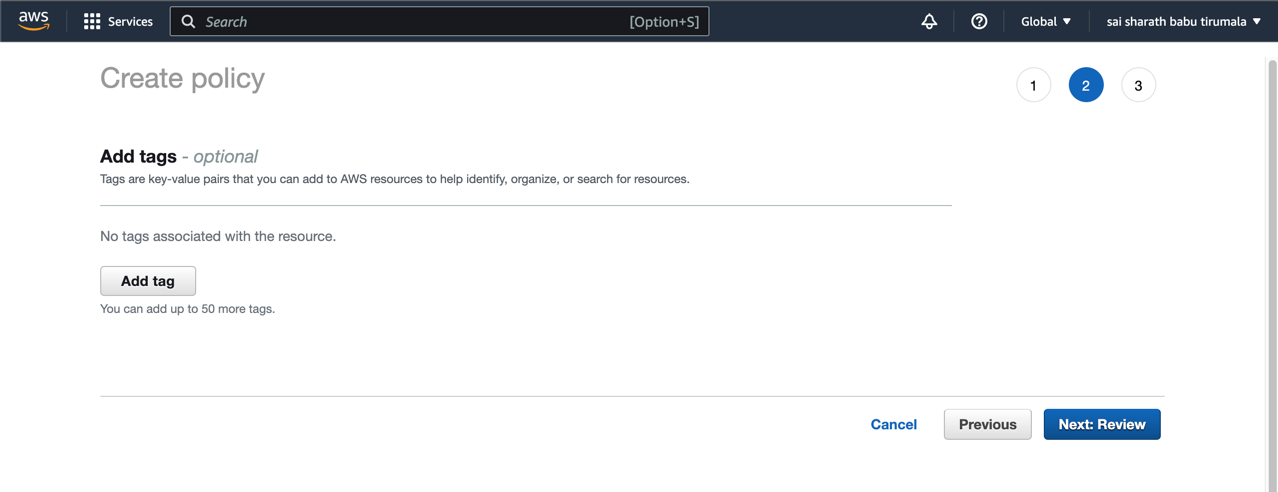 aws Services Search [Option+S] Global sai sharath babu tirumala
Create policy
1 2 3
Add tags - optional
Tags are key-value pairs that you can add to AWS resources to help identify, organize, or search for resources.
No tags associated with the resource.
Add tag
You can add up to 50 more tags.
Cancel Previous Next: Review